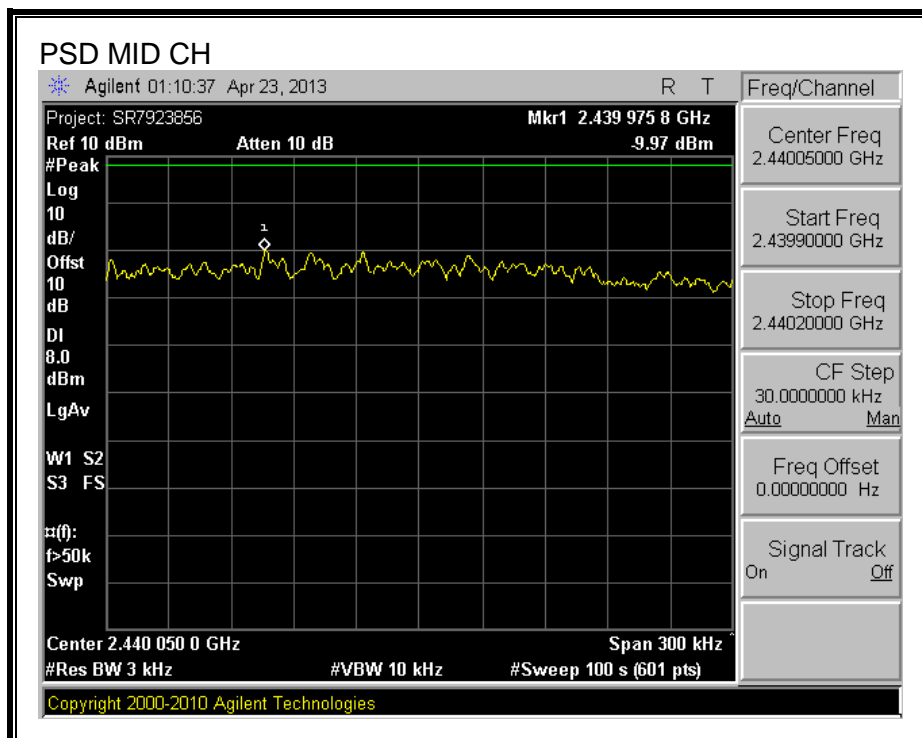 PSD MID CH
Agilent 01:10:37 Apr 23, 2013 R T
Project: SR7923856 Mkr1 2.439 975 8 GHz
Ref 10 dBm Atten 10 dB -9.97 dBm
#Peak
Log
10
dB/
Offst
10
dB
DI
8.0
dBm
LgAv
W1 S2
S3 FS
¤(f):
f>50k
Swp
1
Center 2.440 050 0 GHz Span 300 kHz ^
#Res BW 3 kHz #VBW 10 kHz #Sweep 100 s (601 pts)
Copyright 2000-2010 Agilent Technologies
Freq/Channel
Center Freq
2.44005000 GHz
Start Freq
2.43990000 GHz
Stop Freq
2.44020000 GHz
CF Step
30.0000000 kHz
Auto Man
Freq Offset
0.00000000 Hz
Signal Track
On Off